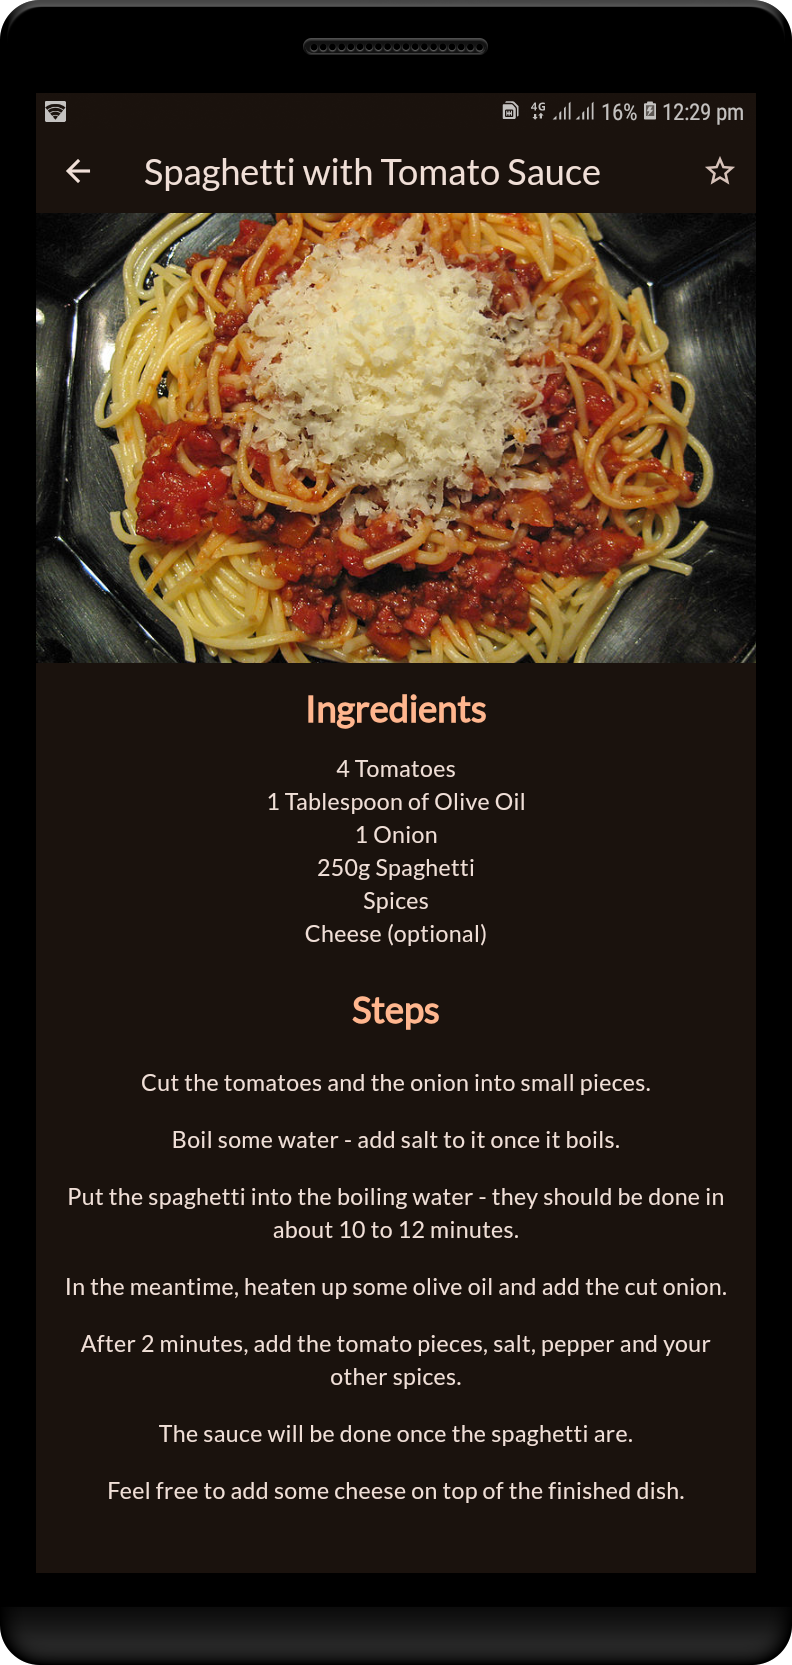 4G 16% 12:29 pm
Spaghetti with Tomato Sauce
Ingredients
4 Tomatoes
1 Tablespoon of Olive Oil
1 Onion
250g Spaghetti
Spices
Cheese (optional)
Steps
Cut the tomatoes and the onion into small pieces.
Boil some water - add salt to it once it boils.
Put the spaghetti into the boiling water - they should be done in
about 10 to 12 minutes.
In the meantime, heaten up some olive oil and add the cut onion.
After 2 minutes, add the tomato pieces, salt, pepper and your
other spices.
The sauce will be done once the spaghetti are.
Feel free to add some cheese on top of the finished dish.